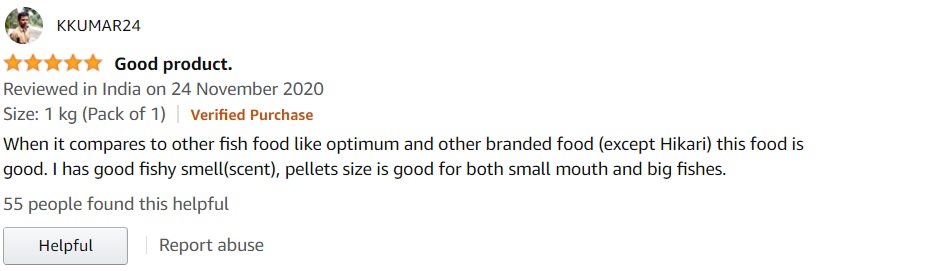 KKUMAR24
Good product.
Reviewed in India on 24 November 2020
Size: 1 kg (Pack of 1) Verified Purchase
When it compares to other fish food like optimum and other branded food (except Hikari) this food is
good. I has good fishy smell(scent), pellets size is good for both small mouth and big fishes.
55 people found this helpful
Helpful Report abuse